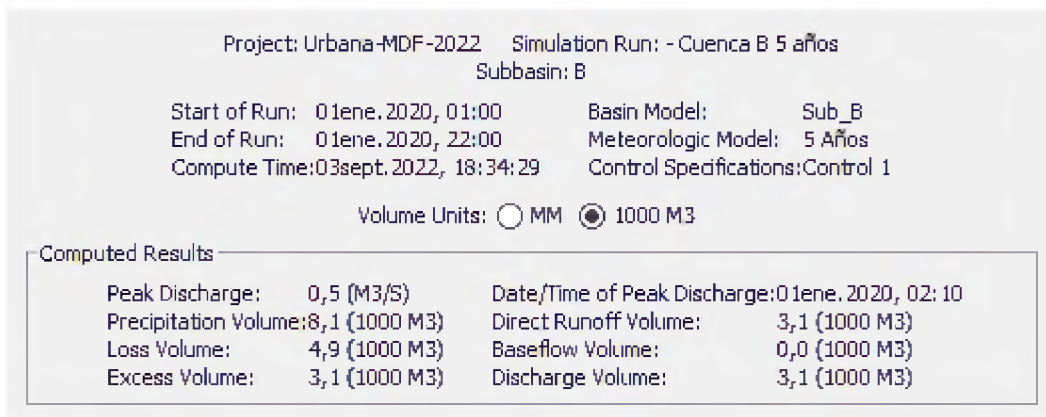 Project: Urbana-MDF-2022 Simulation Run: - Cuenca B 5 años
Subbasin: B
Start of Run: 01ene.2020, 01:00 Basin Model: Sub_B
End of Run: 01ene.2020, 22:00 Meteorologic Model: 5 Años
Compute Time:03sept.2022, 18:34:29 Control Specifications:Control 1
Volume Units: MM 1000 M3
Computed Results
Peak Discharge: 0,5 (M3/S) Date/Time of Peak Discharge:01ene.2020, 02:10
Precipitation Volume:8,1 (1000 M3) Direct Runoff Volume: 3,1 (1000 M3)
Loss Volume: 4,9 (1000 M3) Baseflow Volume: 0,0 (1000 M3)
Excess Volume: 3,1 (1000 M3) Discharge Volume: 3,1 (1000 M3)